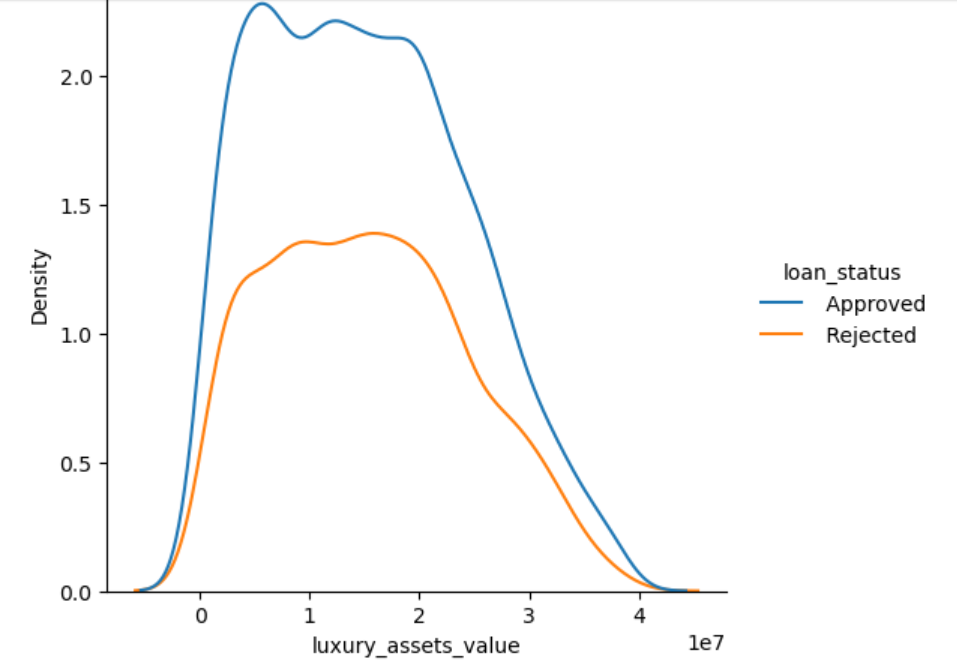 2.0
1.5
1.0
0.5
0.0
Density
0 1 2 3 4
1e7
luxury_assets_value
loan_status
Approved
Rejected